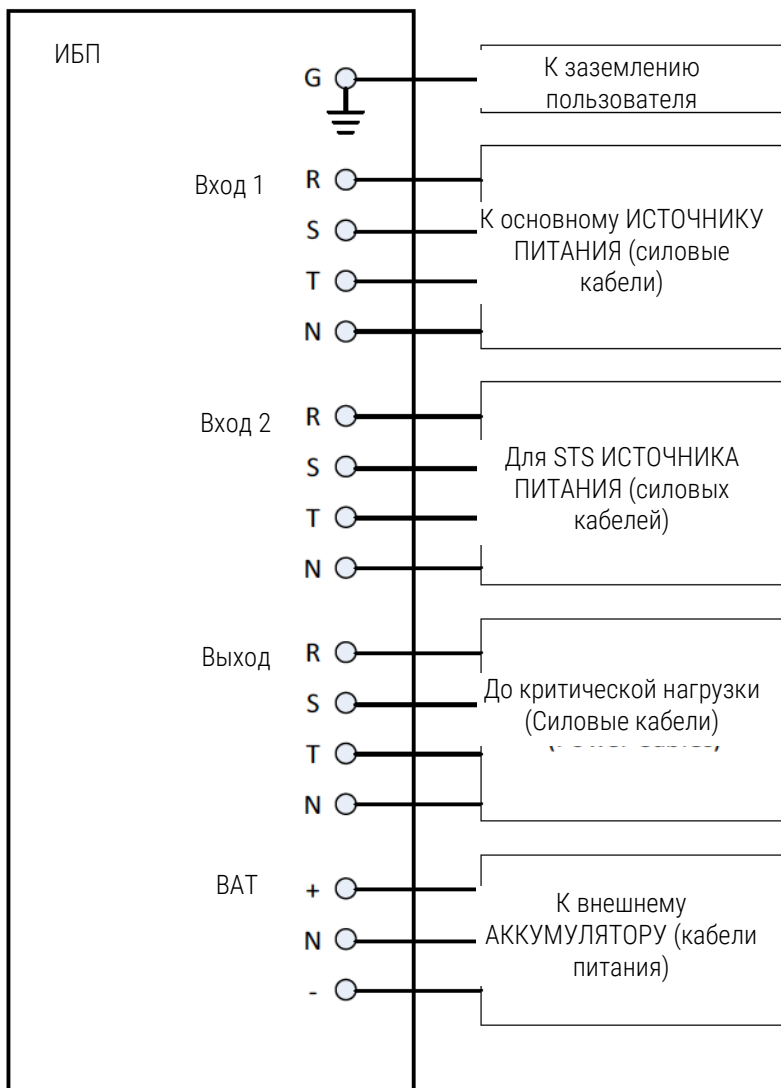 ИБП
G
К заземлению
пользователя
Вход 1
R
S
T
N
К основному ИСТОЧНИКУ
ПИТАНИЯ (силовые
кабели)
Вход 2
R
S
T
N
Для STS ИСТОЧНИКА
ПИТАНИЯ (силовых
кабелей)
Выход
R
S
T
N
До критической нагрузки
(Силовые кабели)
BAT
+
N
-
К внешнему
АККУМУЛЯТОРУ (кабели
питания)